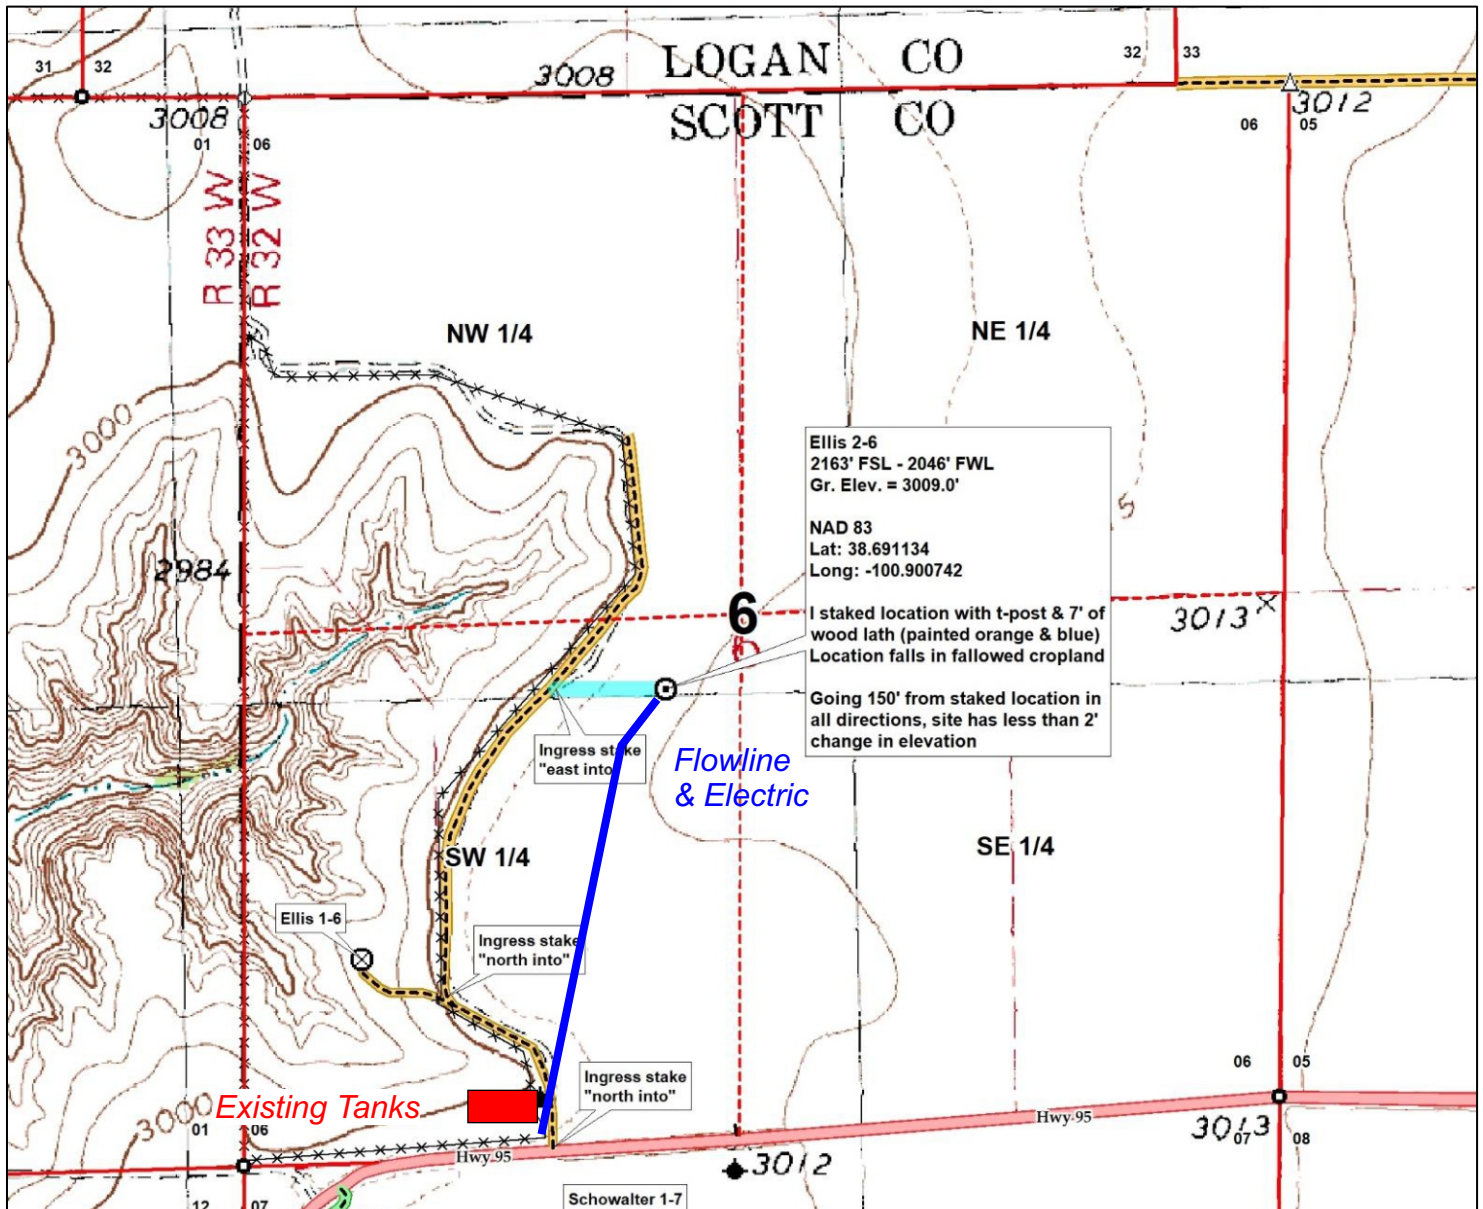 LOGAN CO
SCOTT CO
31
32
32
33
3008
3008
3012
01
06
06
05
R 33 W
R 32 W
NW 1/4
NE 1/4
3000
2984
Ellis 2-6
2163' FSL - 2046' FWL
Gr. Elev. = 3009.0'
NAD 83
Lat: 38.691134
Long: -100.900742
I staked location with t-post & 7' of
wood lath (painted orange & blue)
Location falls in fallowed cropland
Going 150' from staked location in
all directions, site has less than 2'
change in elevation
6
3013
Ingress stake
"east into
Flowline
& Electric
SW 1/4
SE 1/4
Ellis 1-6
Ingress stake
"north into"
Ingress stake
"north into"
Existing Tanks
3000
01
06
06
05
Hwy 95
Hwy 95
3013
07
08
3012
Schowalter 1-7
12
07